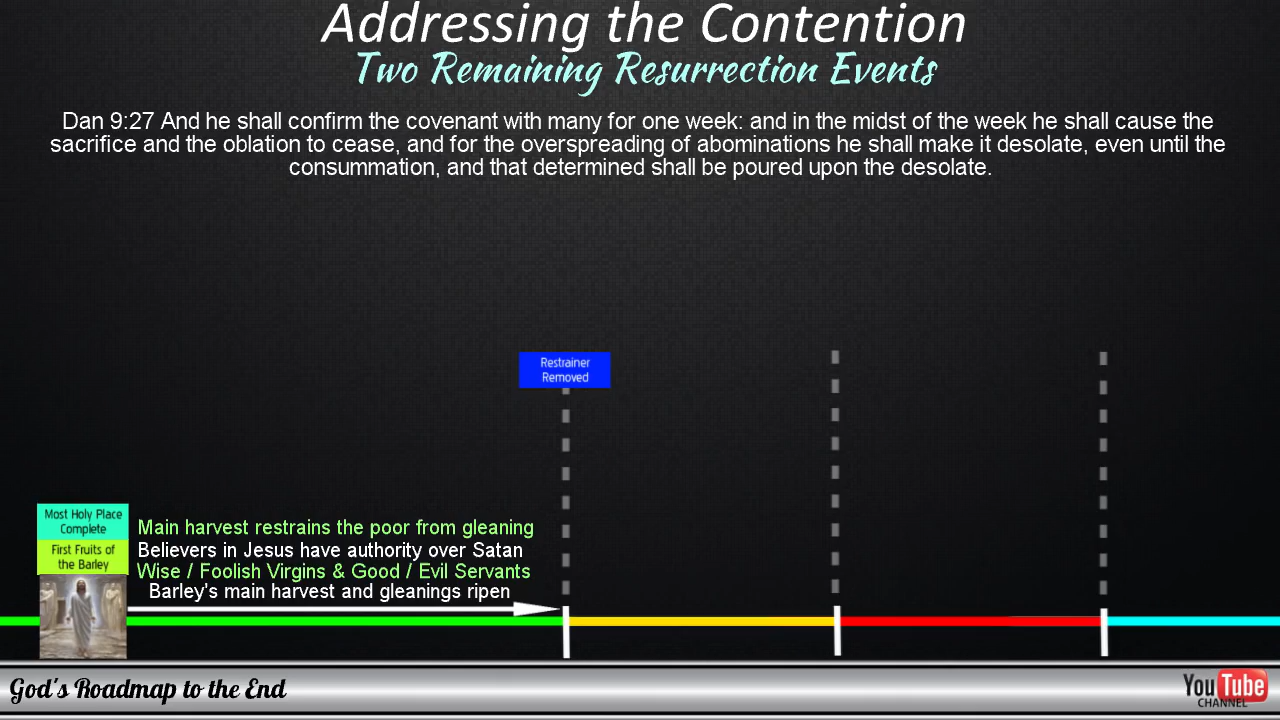 Addressing the Contention
Two Remaining Resurrection Events
Dan 9:27 And he shall confirm the covenant with many for one week: and in the midst of the week he shall cause the
sacrifice and the oblation to cease, and for the overspreading of abominations he shall make it desolate, even until the
consummation, and that determined shall be poured upon the desolate.
Restrainer
Removed
Most Holy Place
Complete
First Fruits of
the Barley
Main harvest restrains the poor from gleaning
Believers in Jesus have authority over Satan
Wise / Foolish Virgins & Good / Evil Servants
Barley's main harvest and gleanings ripen
God's Roadmap to the End
YouTube
CHANNEL